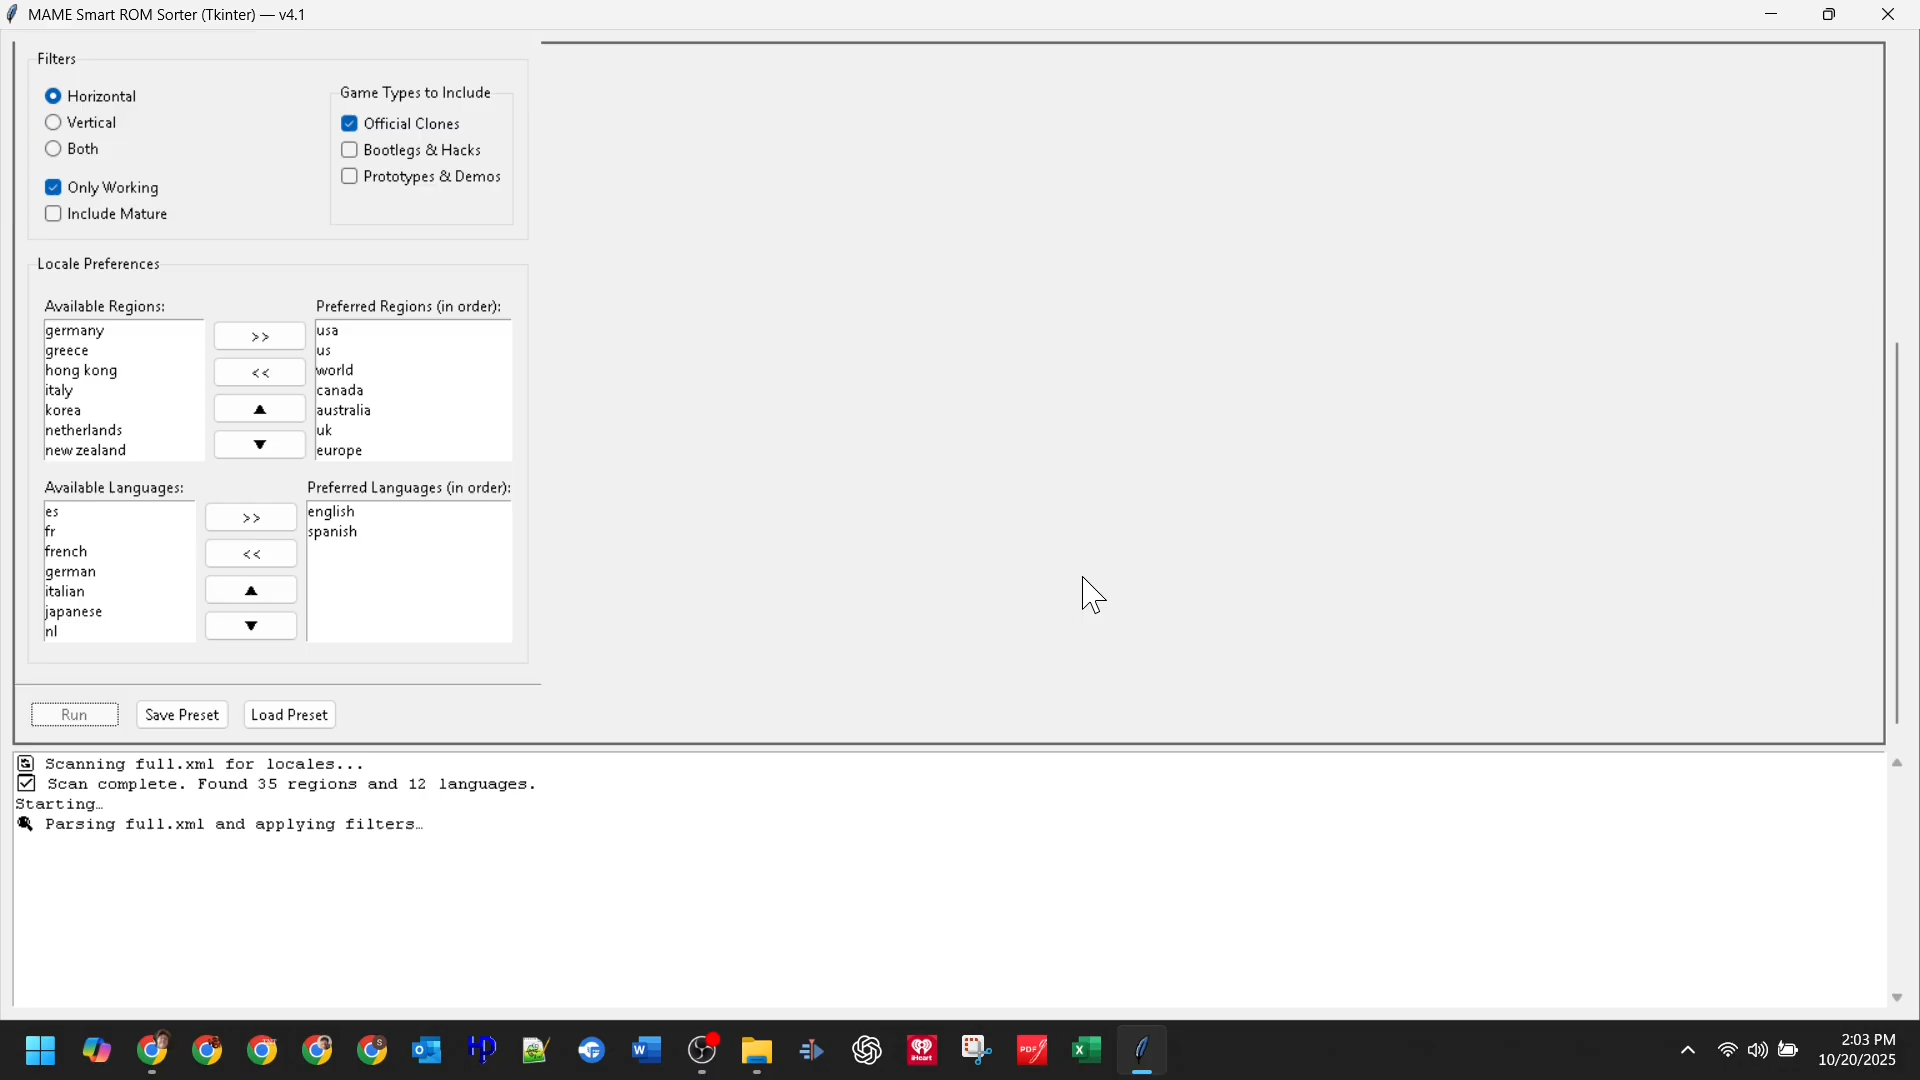 MAME Smart ROM Sorter (Tkinter) — v4.1
Filters
Horizontal
Vertical
Both
Only Working
Include Mature
Game Types to Include
Official Clones
Bootlegs & Hacks
Prototypes & Demos
Locale Preferences
Available Regions:
germany
greece
hong kong
italy
korea
netherlands
new zealand
>>
<<
▲
▼
Preferred Regions (in order):
usa
us
world
canada
australia
uk
europe
Available Languages:
es
fr
french
german
italian
japanese
nl
>>
<<
▲
▼
Preferred Languages (in order):
english
spanish
Run
Save Preset
Load Preset
Scanning full.xml for locales...
Scan complete. Found 35 regions and 12 languages.
Starting…
Parsing full.xml and applying filters…
iHeart
PDF
2:03 PM
10/20/2025